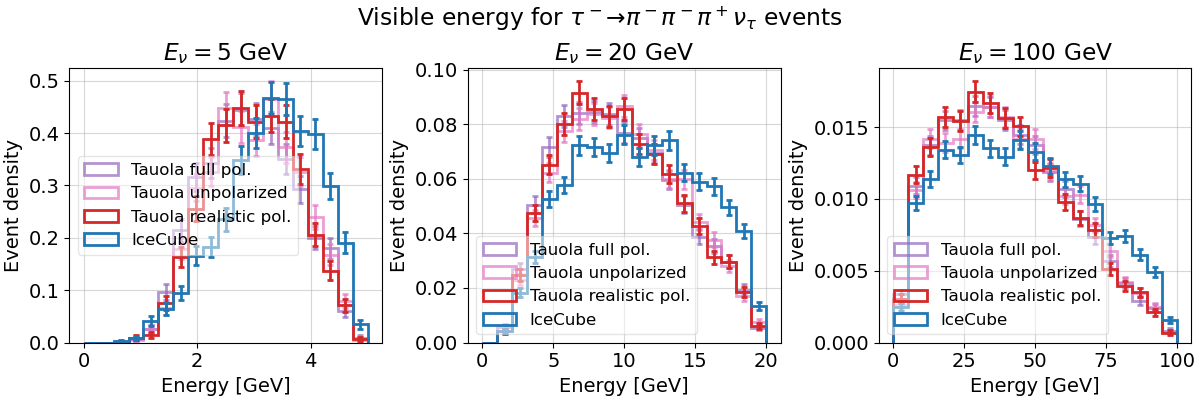 Visible energy for τ⁻→π⁻π⁻π⁺ν_τ events
E_ν = 5 GeV
E_ν = 20 GeV
E_ν = 100 GeV
Event density
0.5
0.4
0.3
0.2
0.1
0.0
Tauola full pol.
Tauola unpolarized
Tauola realistic pol.
IceCube
0
2
4
Energy [GeV]
Event density
0.10
0.08
0.06
0.04
0.02
0.00
Tauola full pol.
Tauola unpolarized
Tauola realistic pol.
IceCube
0
5
10
15
20
Energy [GeV]
Event density
0.015
0.010
0.005
0.000
Tauola full pol.
Tauola unpolarized
Tauola realistic pol.
IceCube
0
25
50
75
100
Energy [GeV]